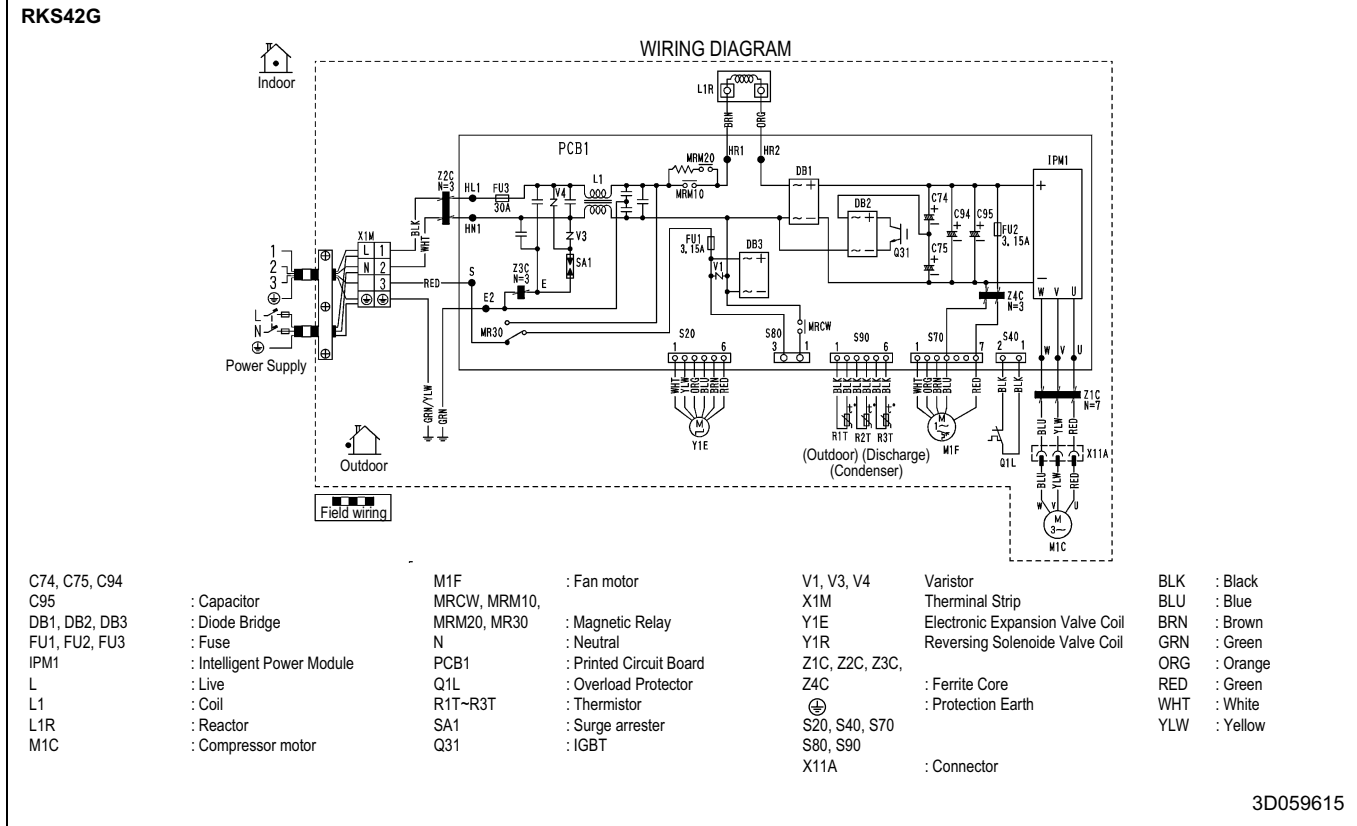 RKS42G
WIRING DIAGRAM
Indoor
L1R
BRN
ORG
PCB1
HR1
HR2
MRM20
MRM10
IPM1
DB1
DB2
Z2C
N=3
HL1
FU3
30A
V4
L1
C74
C94
C95
FU2
3.15A
C75
Q31
HN1
V3
SA1
FU1
3.15A
DB3
V1
X1M
BLK
WHT
L 1
N 2
3
1
2
3
RED
S
Z3C
N=3
E
E2
Z4C
N=3
W V U
L
N
Power Supply
MR30
MRCW
S20
1 6
S80
3 1
S90
1 6
S70
1 7
S40
2 1
W V U
Z1C
N=7
GRN/YLW
GRN
WHT YLW ORG BLU BRN RED
BLK BLK BLK BLK BLK BLK
WHT ORG BRN BLU RED
BLK BLK
BLU YLW RED
M
Y1E
t° t° t°
R1T R2T R3T
M
1~
M1F
Q1L
X11A
(Outdoor) (Discharge)
(Condenser)
BLU YLW RED
W V U
M
3~
M1C
Outdoor
Field wiring
C74, C75, C94
C95 : Capacitor
DB1, DB2, DB3 : Diode Bridge
FU1, FU2, FU3 : Fuse
IPM1 : Intelligent Power Module
L : Live
L1 : Coil
L1R : Reactor
M1C : Compressor motor
M1F : Fan motor
MRCW, MRM10,
MRM20, MR30 : Magnetic Relay
N : Neutral
PCB1 : Printed Circuit Board
Q1L : Overload Protector
R1T~R3T : Thermistor
SA1 : Surge arrester
Q31 : IGBT
V1, V3, V4 Varistor
X1M Therminal Strip
Y1E Electronic Expansion Valve Coil
Y1R Reversing Solenoide Valve Coil
Z1C, Z2C, Z3C,
Z4C : Ferrite Core
: Protection Earth
S20, S40, S70
S80, S90
X11A : Connector
BLK : Black
BLU : Blue
BRN : Brown
GRN : Green
ORG : Orange
RED : Green
WHT : White
YLW : Yellow
3D059615